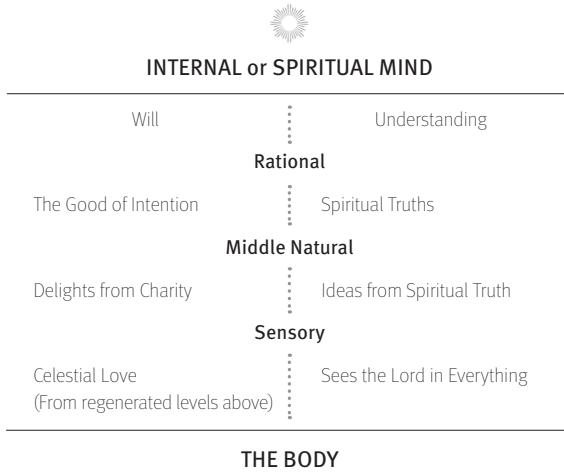 INTERNAL or SPIRITUAL MIND
Will Understanding
Rational
The Good of Intention Spiritual Truths
Middle Natural
Delights from Charity Ideas from Spiritual Truth
Sensory
Celestial Love Sees the Lord in Everything
(From regenerated levels above)
THE BODY